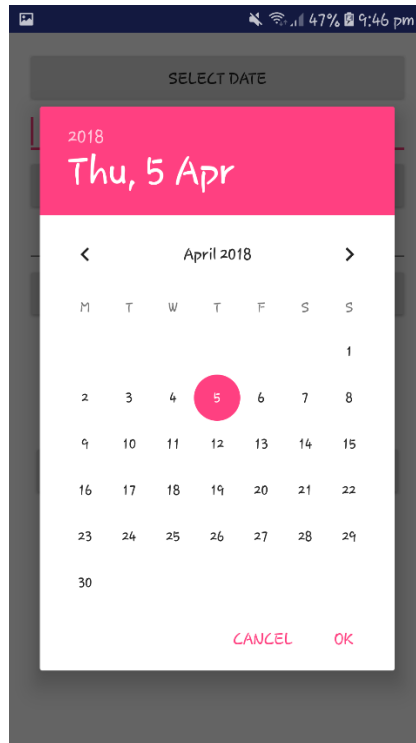 47% 9:46 pm
SELECT DATE
2018
Thu, 5 Apr
April 2018
M T W T F S S
1
2 3 4 5 6 7 8
9 10 11 12 13 14 15
16 17 18 19 20 21 22
23 24 25 26 27 28 29
30
CANCEL OK